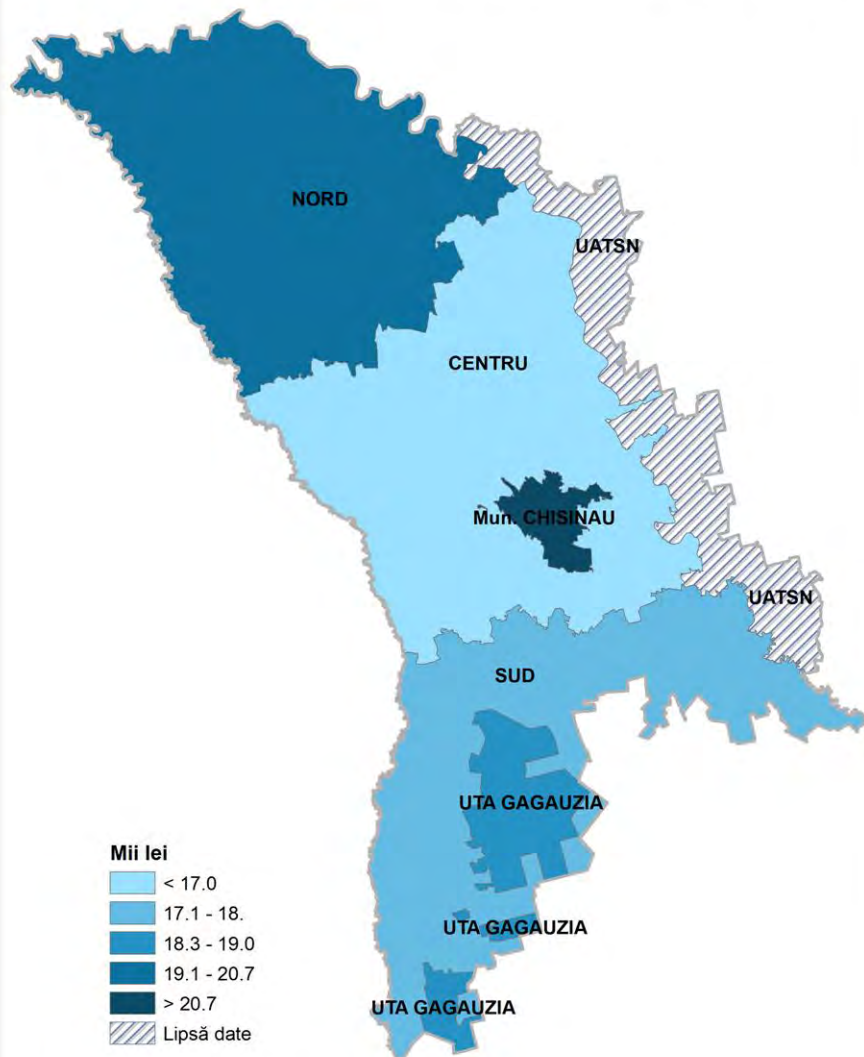 NORD
UATSN
CENTRU
Mun. CHISINAU
UATSN
SUD
UTA GAGAUZIA
UTA GAGAUZIA
UTA GAGAUZIA
Mii lei
< 17.0
17.1 - 18.
18.3 - 19.0
19.1 - 20.7
> 20.7
Lipsă date